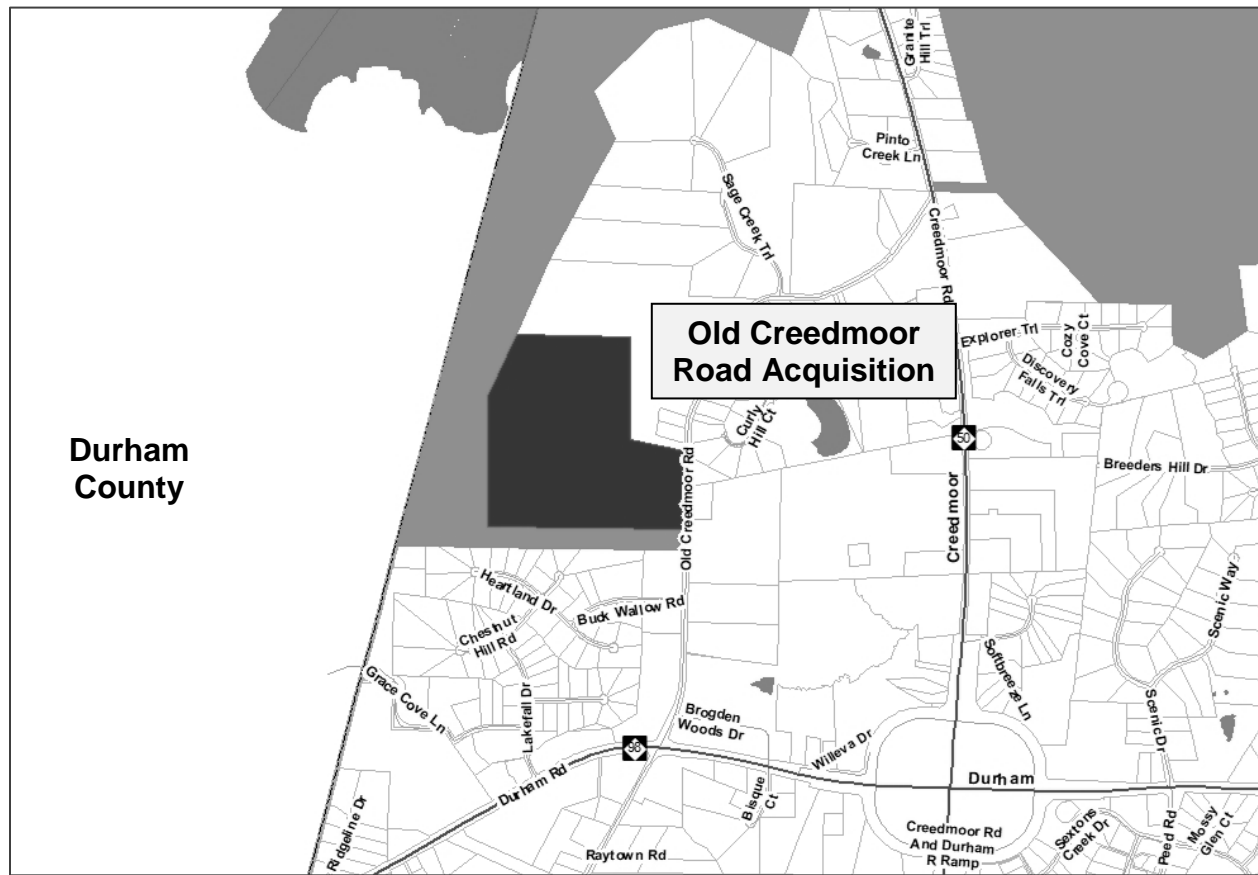 Granite
Hill Trl
Pinto
Creek Ln
Sage Creek Trl
Creedmoor Rd
Old Creedmoor
Road Acquisition
Explorer Trl
Cozy
Cove Ct
Discovery
Falls Trl
Curly
Hill Ct
50
Durham
County
Breeders Hill Dr
Old Creedmoor Rd
Creedmoor
Heartland Dr
Buck Wallow Rd
Chestnut
Hill Rd
Scenic Way
Softbreeze Ln
Grace Cove Ln
Lakefall Dr
Scenic Dr
Brogden
Woods Dr
Willeva Dr
98
Durham Rd
Durham
Bisque
Ct
Ridgeline Dr
Raytown Rd
Creedmoor Rd
And Durham
R Ramp
Sextons
Creek Dr
Peed Rd
Mossy
Glen Ct